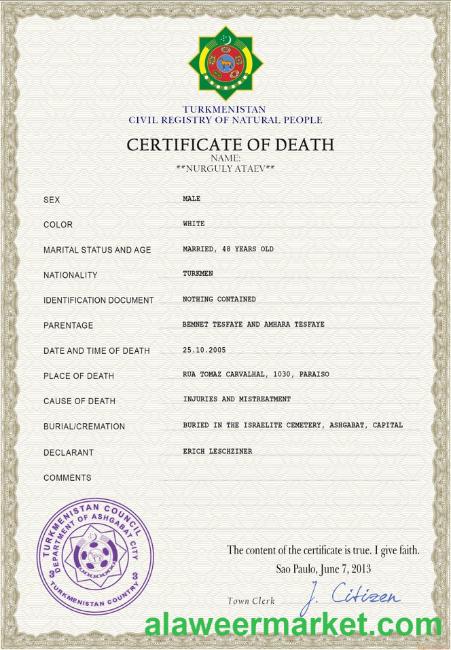 TURKMENISTAN
CIVIL REGISTRY OF NATURAL PEOPLE
CERTIFICATE OF DEATH
NAME:
**NURGULY ATAEV**
SEX MALE
COLOR WHITE
MARITAL STATUS AND AGE MARRIED, 48 YEARS OLD
NATIONALITY TURKMEN
IDENTIFICATION DOCUMENT NOTHING CONTAINED
PARENTAGE BEMNET TESFAYE AND AMHARA TESFAYE
DATE AND TIME OF DEATH 25.10.2005
PLACE OF DEATH RUA TOMAZ CARVALHAL, 1030, PARAISO
CAUSE OF DEATH INJURIES AND MISTREATMENT
BURIAL/CREMATION BURIED IN THE ISRAELITE CEMETERY, ASHGABAT, CAPITAL
DECLARANT ERICH LESCHZINER
COMMENTS
TURKMENISTAN COUNCIL
DEPARTMENT OF ASHGABAT CITY
3 3
TURKMENISTAN COUNTRY
The content of the certificate is true. I give faith.
Sao Paulo, June 7, 2013
Town Clerk J. Citizen
alaweermarket.com